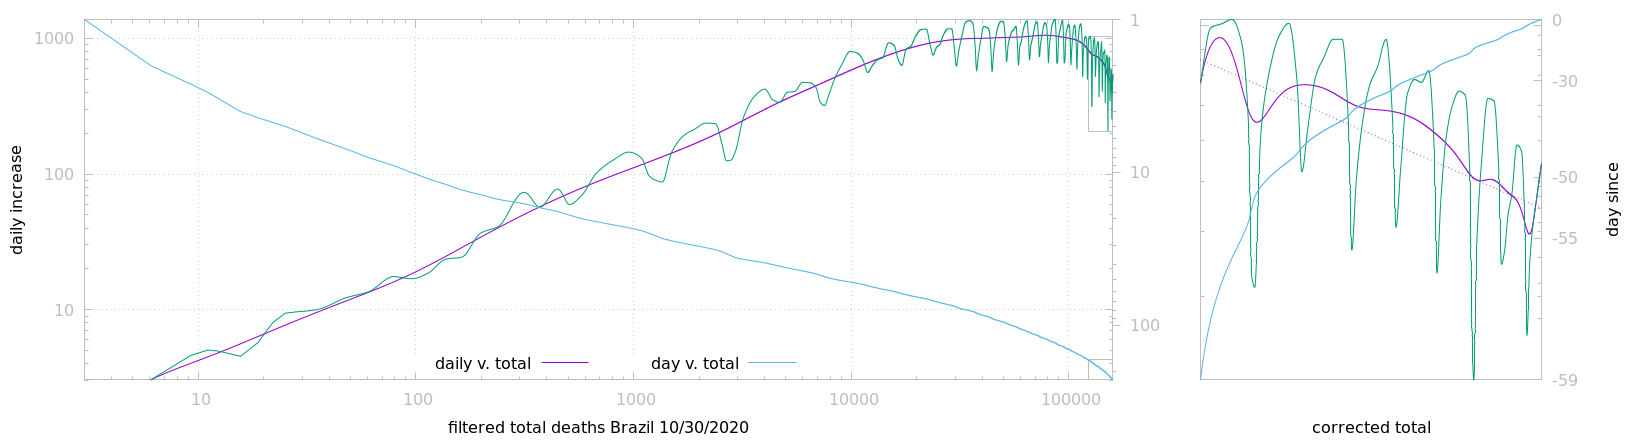 1000
100
10
daily increase
daily v. total
day v. total
10
100
1000
10000
100000
filtered total deaths Brazil 10/30/2020
1
10
100
0
-30
-50
-55
-59
day since
corrected total